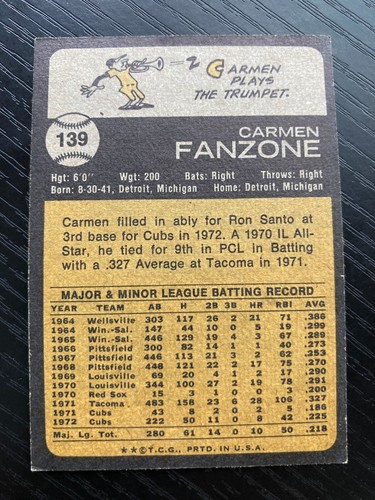 CARMEN
PLAYS
THE TRUMPET.
139
CARMEN
FANZONE
Hgt: 6'0" Wgt: 200 Bats: Right Throws: Right
Born: 8-30-41, Detroit, Michigan Home: Detroit, Michigan
Carmen filled in ably for Ron Santo at
3rd base for Cubs in 1972. A 1970 IL All-
Star, he tied for 9th in PCL in Batting
with a .327 Average at Tacoma in 1971.
MAJOR & MINOR LEAGUE BATTING RECORD
YEAR TEAM AB H 2B 3B HR RBI AVG.
1964 Wellsville 303 117 26 2 21 71 .386
1964 Win.-Sal. 147 44 10 0 5 19 .299
1965 Win.-Sal. 446 129 19 4 3 67 .289
1966 Pittsfield 300 82 14 1 1 40 .273
1967 Pittsfield 446 113 21 3 2 62 .253
1968 Pittsfield 448 121 22 2 17 75 .270
1969 Louisville 69 20 4 1 2 17 .290
1970 Louisville 344 100 27 2 19 78 .291
1970 Red Sox 15 3 1 0 0 3 .200
1971 Tacoma 483 158 23 6 28 106 .327
1971 Cubs 43 8 2 0 2 5 .186
1972 Cubs 222 50 11 0 8 42 .225
Maj. Lg. Tot. 280 61 14 0 10 50 .218
**©T.C.G., PRTD. IN U.S.A.